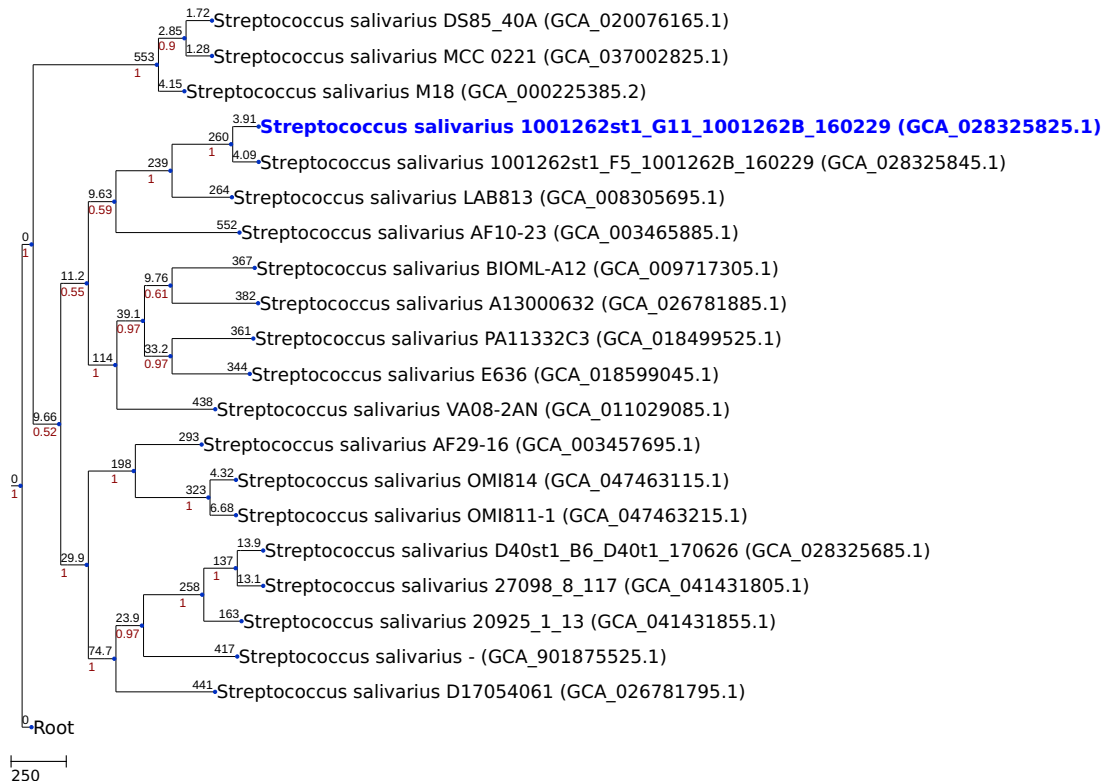 1.72
Streptococcus salivarius DS85_40A (GCA_020076165.1)
2.85
0.9
1.28
Streptococcus salivarius MCC 0221 (GCA_037002825.1)
553
1
4.15
Streptococcus salivarius M18 (GCA_000225385.2)
3.91
Streptococcus salivarius 1001262st1_G11_1001262B_160229 (GCA_028325825.1)
260
1
4.09
Streptococcus salivarius 1001262st1_F5_1001262B_160229 (GCA_028325845.1)
239
1
264
Streptococcus salivarius LAB813 (GCA_008305695.1)
9.63
0.59
552
Streptococcus salivarius AF10-23 (GCA_003465885.1)
0
1
367
Streptococcus salivarius BIOML-A12 (GCA_009717305.1)
9.76
0.61
11.2
0.55
382
Streptococcus salivarius A13000632 (GCA_026781885.1)
39.1
0.97
361
Streptococcus salivarius PA11332C3 (GCA_018499525.1)
33.2
0.97
114
1
344
Streptococcus salivarius E636 (GCA_018599045.1)
438
Streptococcus salivarius VA08-2AN (GCA_011029085.1)
9.66
0.52
293
Streptococcus salivarius AF29-16 (GCA_003457695.1)
198
1
4.32
Streptococcus salivarius OMI814 (GCA_047463115.1)
0
1
323
1
6.68
Streptococcus salivarius OMI811-1 (GCA_047463215.1)
13.9
Streptococcus salivarius D40st1_B6_D40t1_170626 (GCA_028325685.1)
29.9
1
137
1
13.1
Streptococcus salivarius 27098_8_117 (GCA_041431805.1)
258
1
163
Streptococcus salivarius 20925_1_13 (GCA_041431855.1)
23.9
0.97
417
Streptococcus salivarius - (GCA_901875525.1)
74.7
1
441
Streptococcus salivarius D17054061 (GCA_026781795.1)
0
Root
250